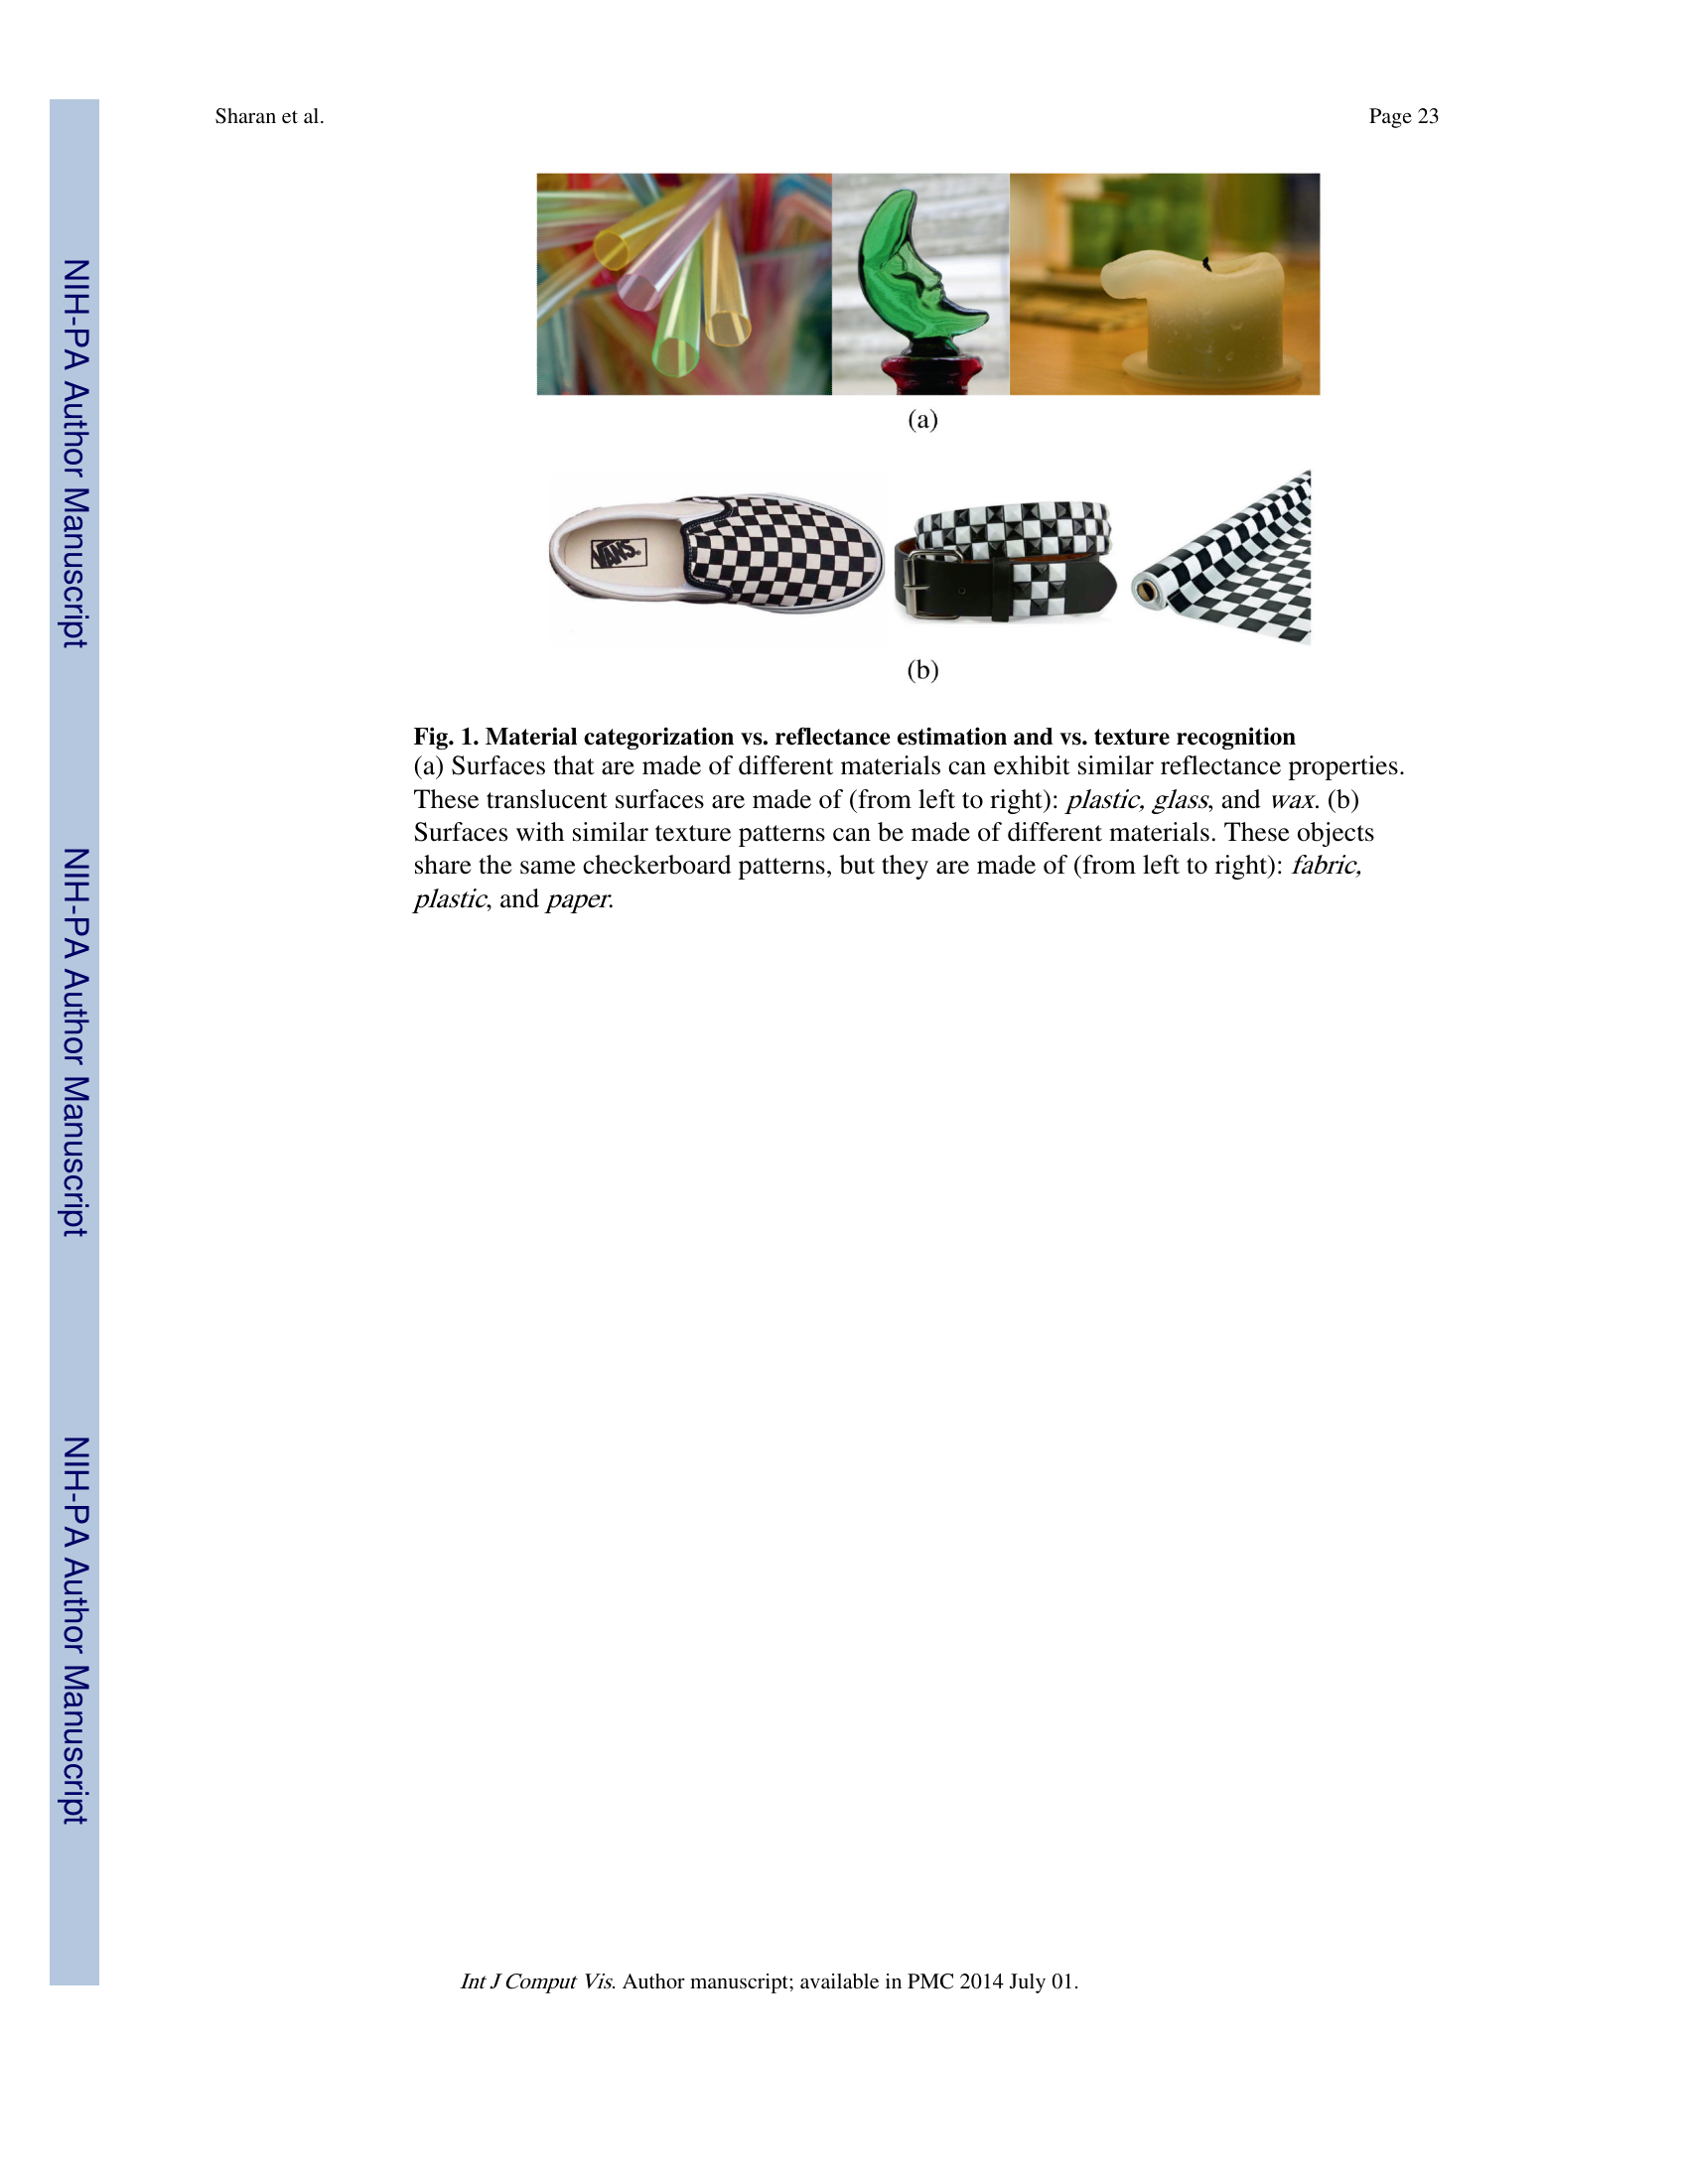 Sharan et al.
Page 23
NIH-PA Author Manuscript
NIH-PA Author Manuscript
NIH-PA Author Manuscript
VANS
(a)
(b)
Fig. 1. Material categorization vs. reflectance estimation and vs. texture recognition
(a) Surfaces that are made of different materials can exhibit similar reflectance properties.
These translucent surfaces are made of (from left to right): plastic, glass, and wax. (b)
Surfaces with similar texture patterns can be made of different materials. These objects
share the same checkerboard patterns, but they are made of (from left to right): fabric,
plastic, and paper.
Int J Comput Vis. Author manuscript; available in PMC 2014 July 01.